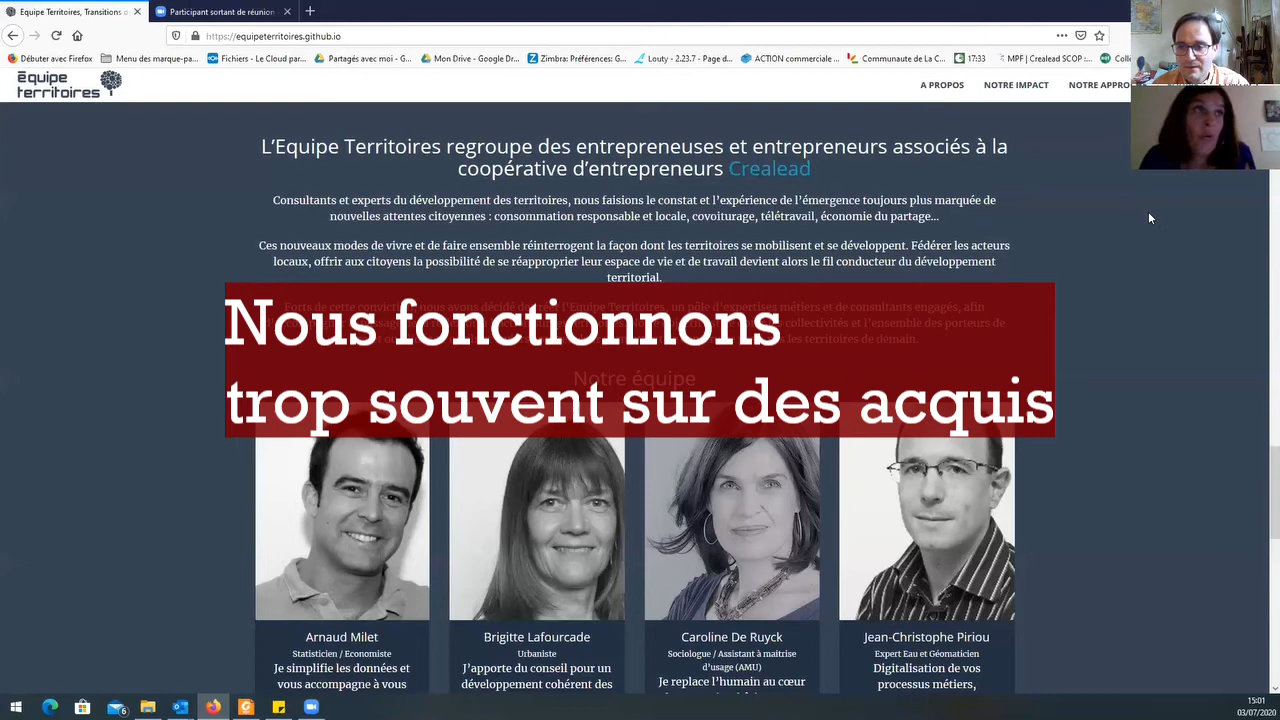 Equipe Territoires, Transitions
Participant sortant de réunion
https://equipeterritoires.github.io
Débuter avec Firefox
Menu des marque-pa...
Fichiers - Le Cloud par...
Partagés avec moi - G...
Mon Drive - Google Dr...
Zimbra: Préférences: G...
Louty - 2.23.7 - Page d...
ACTION commerciale ...
Communaute de La C...
17:33
MPF | Crealead SCOP :...
équipe
territoires
A PROPOS
NOTRE IMPACT
L'Equipe Territoires regroupe des entrepreneuses et entrepreneurs associés à la
coopérative d'entrepreneurs Crealead
Consultants et experts du développement des territoires, nous faisions le constat et l'expérience de l'émergence toujours plus marquée de
nouvelles attentes citoyennes : consommation responsable et locale, covoiturage, télétravail, économie du partage...
Ces nouveaux modes de vivre et de faire ensemble réinterrogent la façon dont les territoires se mobilisent et se développent. Fédérer les acteurs
locaux, offrir aux citoyens la possibilité de se réapproprier leur espace de vie et de travail devient alors le fil conducteur du développement
territorial.
Nous fonctionnons
trop souvent sur des acquis
Notre équipe
Arnaud Milet
Statisticien / Economiste
Je simplifie les données et
vous accompagne à vous
Brigitte Lafourcade
Urbaniste
J'apporte du conseil pour un
développement cohérent des
Caroline De Ruyck
Sociologue / Assistant à maitrise
d'usage (AMU)
Je replace l'humain au cœur
Jean-Christophe Piriou
Expert Eau et Géomaticien
Digitalisation de vos
processus métiers,
15:01
03/07/2020